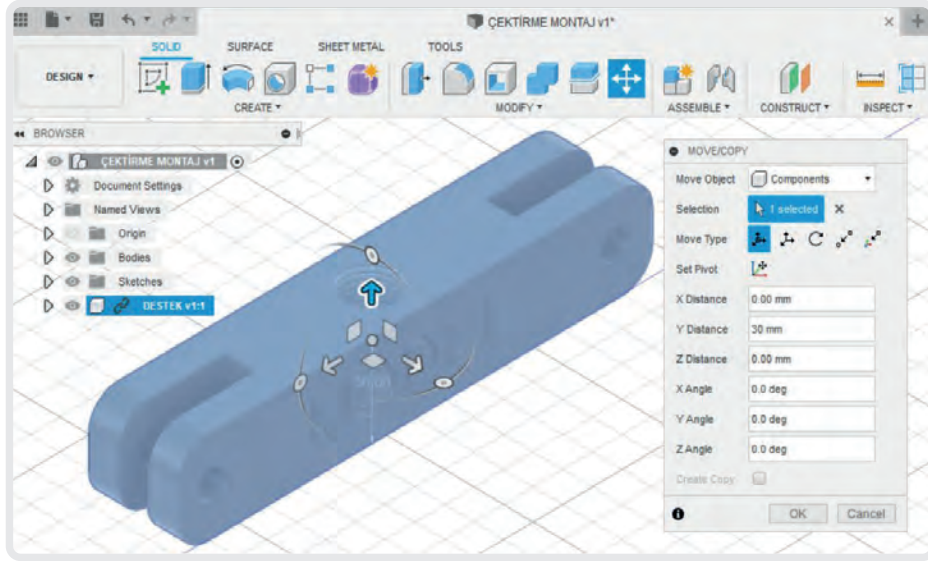 ÇEKTİRME MONTAJ v1*
SOLID SURFACE SHEET METAL TOOLS
DESIGN
CREATE MODIFY ASSEMBLE CONSTRUCT INSPECT
BROWSER
ÇEKTİRME MONTAJ v1
Document Settings
Named Views
Origin
Bodies
Sketches
DESTEK v1:1
MOVE/COPY
Move Object Components
Selection 1 selected
Move Type
Set Pivot
X Distance 0.00 mm
Y Distance 30 mm
Z Distance 0.00 mm
X Angle 0.0 deg
Y Angle 0.0 deg
Z Angle 0.0 deg
Create Copy
OK Cancel